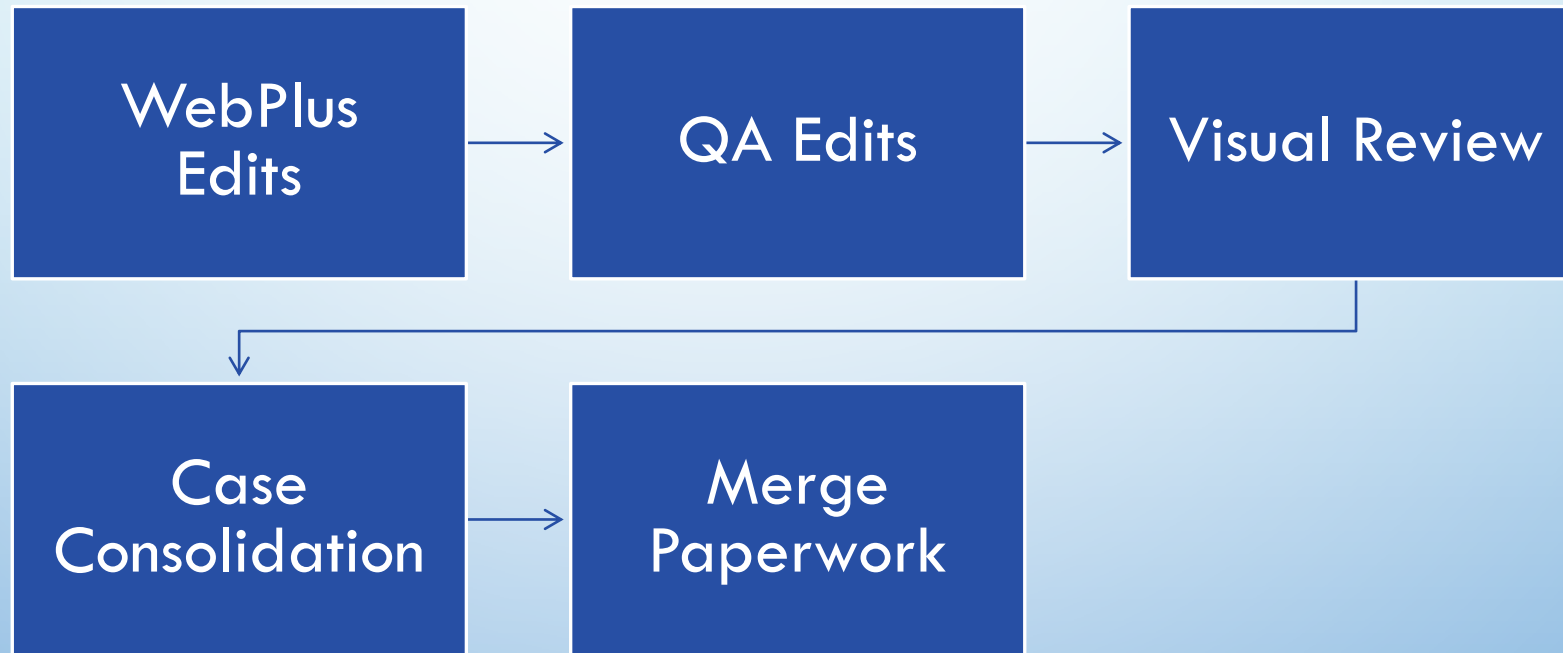 WebPlus
Edits
QA Edits
Visual Review
Case
Consolidation
Merge
Paperwork